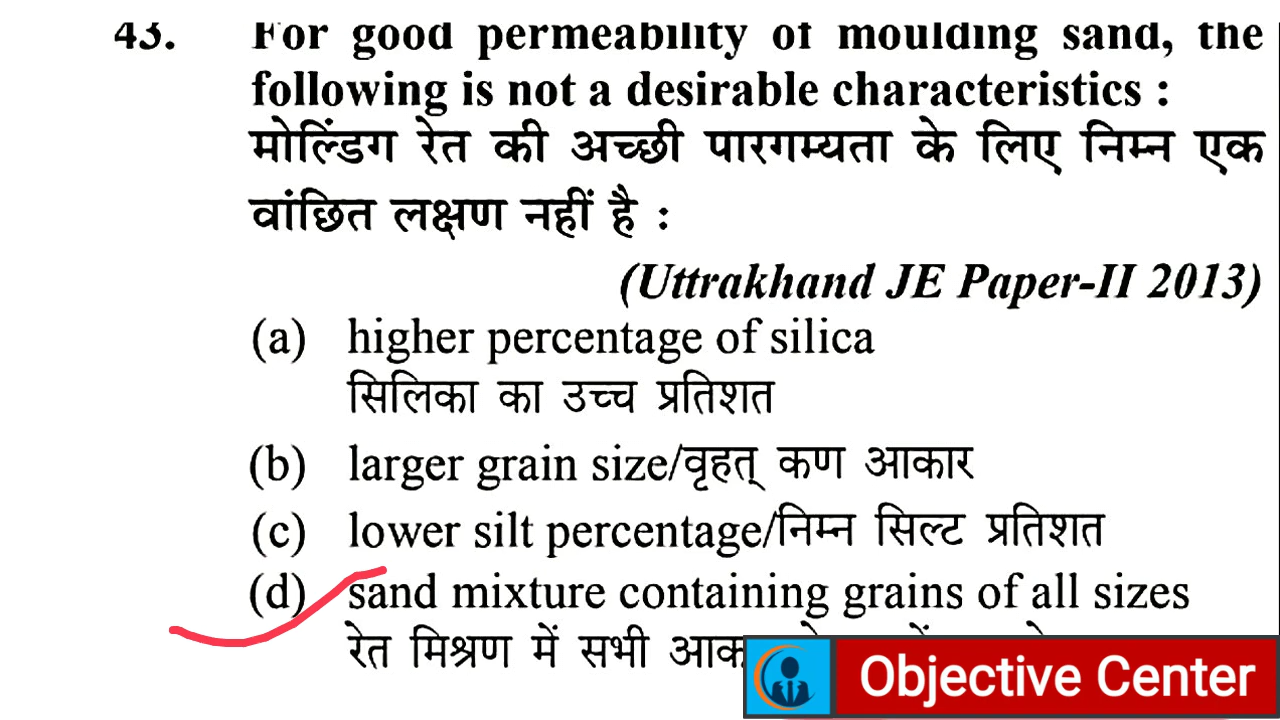 43. For good permeability of moulding sand, the
following is not a desirable characteristics :
मोल्डिंग रेत की अच्छी पारगम्यता के लिए निम्न एक
वांछित लक्षण नहीं है :
(Uttrakhand JE Paper-II 2013)
(a) higher percentage of silica
सिलिका का उच्च प्रतिशत
(b) larger grain size/वृहत् कण आकार
(c) lower silt percentage/निम्न सिल्ट प्रतिशत
(d) sand mixture containing grains of all sizes
रेत मिश्रण में सभी
Objective Center